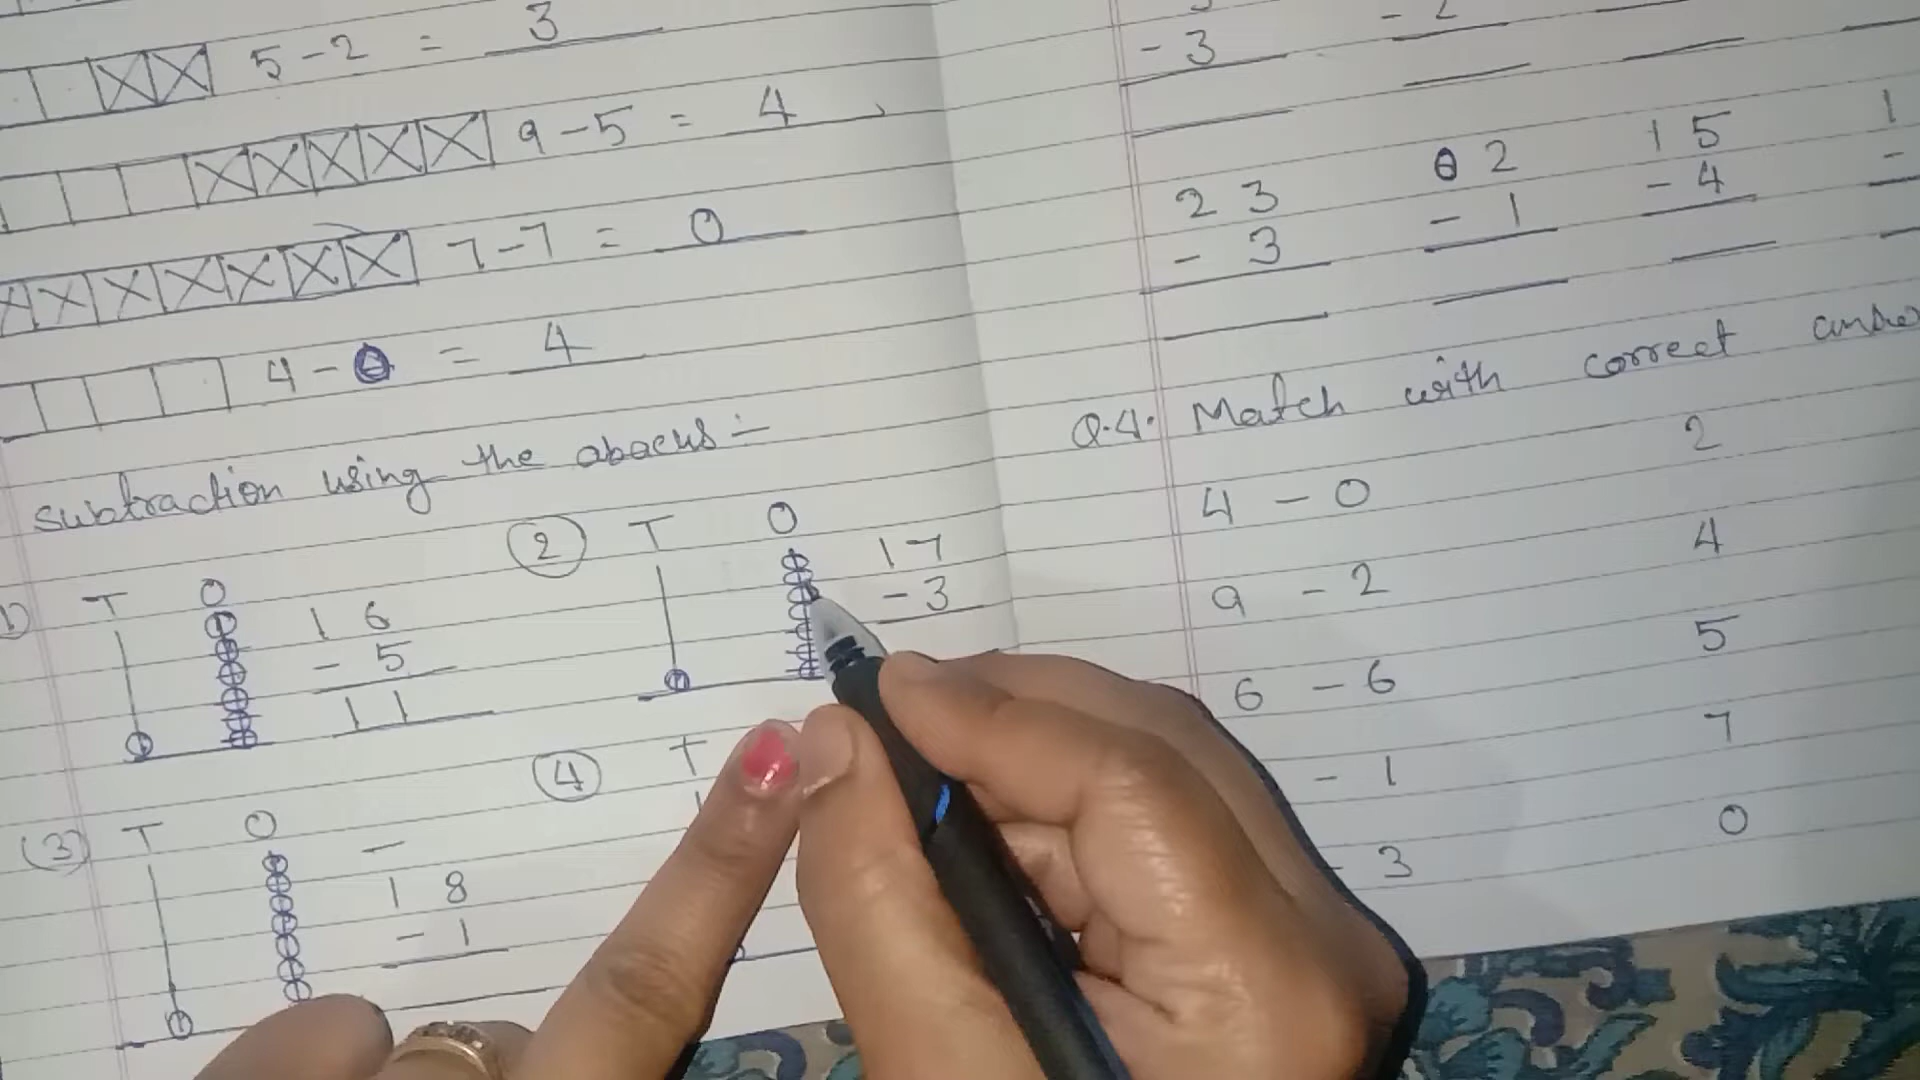 5 - 2 = 3
9 - 5 = 4
7 - 7 = 0
4 - 0 = 4
subtraction using the abacus :-
1) T O
1 6
- 5
1 1
(2) T O
1 7
- 3
(3) T O
1 8
- 1
(4) T
- 3
- 2
2 3
- 3
0 2
- 1
1 5
- 4
1
-
Q.4. Match with correct
4 - 0 2
9 - 2 4
6 - 6 5
- 1 7
- 3 0